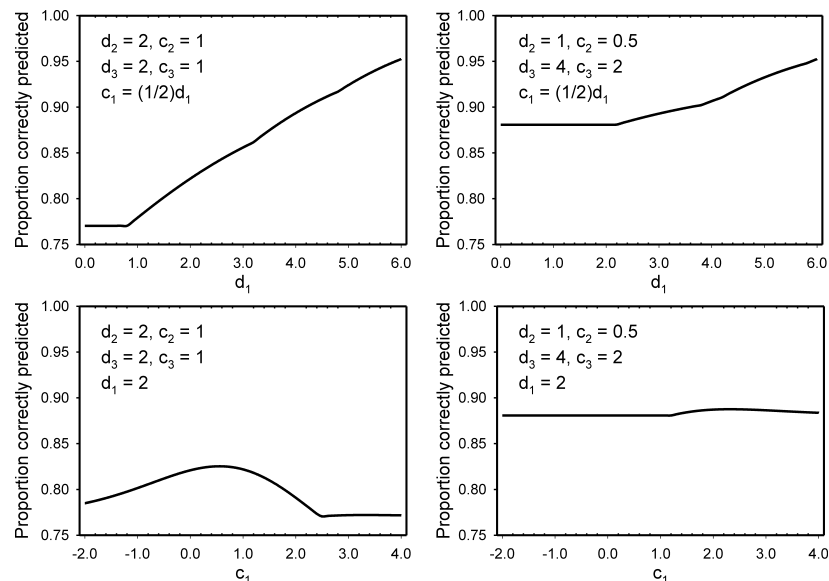 Proportion correctly predicted
1.00
0.95
0.90
0.85
0.80
0.75
d₂ = 2, c₂ = 1
d₃ = 2, c₃ = 1
c₁ = (1/2)d₁
0.0 1.0 2.0 3.0 4.0 5.0 6.0
d₁
Proportion correctly predicted
1.00
0.95
0.90
0.85
0.80
0.75
d₂ = 1, c₂ = 0.5
d₃ = 4, c₃ = 2
c₁ = (1/2)d₁
0.0 1.0 2.0 3.0 4.0 5.0 6.0
d₁
Proportion correctly predicted
1.00
0.95
0.90
0.85
0.80
0.75
d₂ = 2, c₂ = 1
d₃ = 2, c₃ = 1
d₁ = 2
-2.0 -1.0 0.0 1.0 2.0 3.0 4.0
c₁
Proportion correctly predicted
1.00
0.95
0.90
0.85
0.80
0.75
d₂ = 1, c₂ = 0.5
d₃ = 4, c₃ = 2
d₁ = 2
-2.0 -1.0 0.0 1.0 2.0 3.0 4.0
c₁